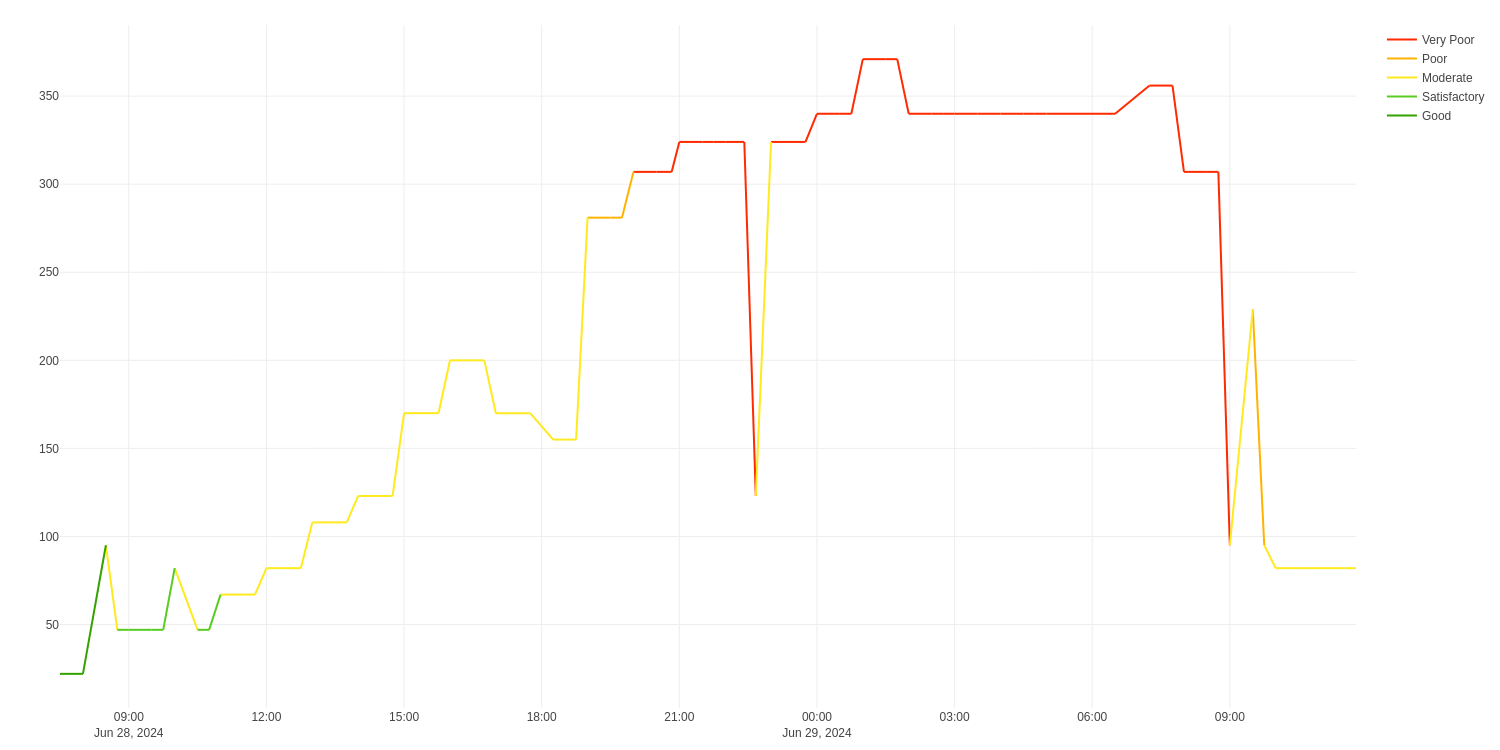 350
300
250
200
150
100
50
09:00
12:00
15:00
18:00
21:00
00:00
03:00
06:00
09:00
Jun 28, 2024
Jun 29, 2024
Very Poor
Poor
Moderate
Satisfactory
Good